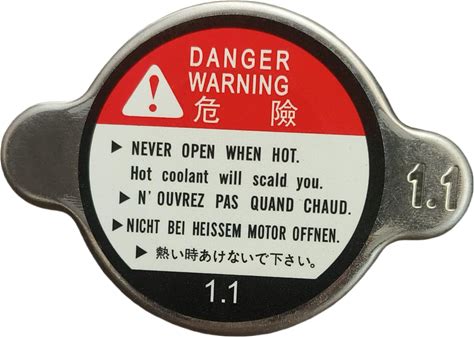 DANGER
WARNING
危 險
▶ NEVER OPEN WHEN HOT.
Hot coolant will scald you.
▶ N'OUVREZ PAS QUAND CHAUD.
▶ NICHT BEI HEISSEM MOTOR OFFNEN.
▶ 熱い時あけないで下さい。
1.1
1.1